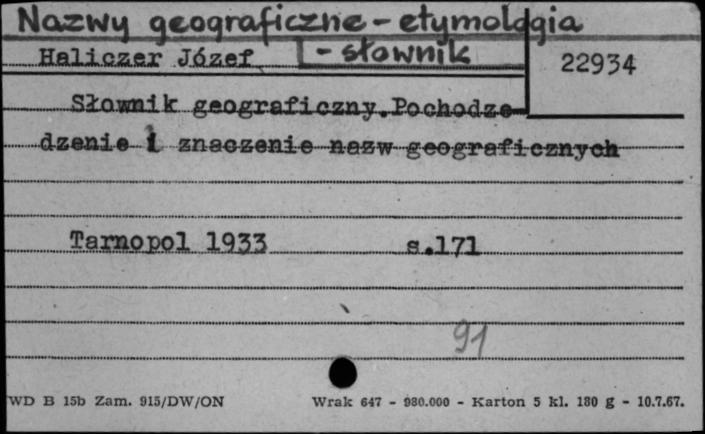 Nazwy geograficzne - etymologia
Haliczer Józef - słownik 22934
Słownik geograficzny.Pochodze-
dzenie i znaczenie nazw geograficznych
Tarnopol 1933 s.171
91
WD B 15b Zam. 915/DW/ON Wrak 647 - 980.000 - Karton 5 kl. 180 g - 10.7.67.